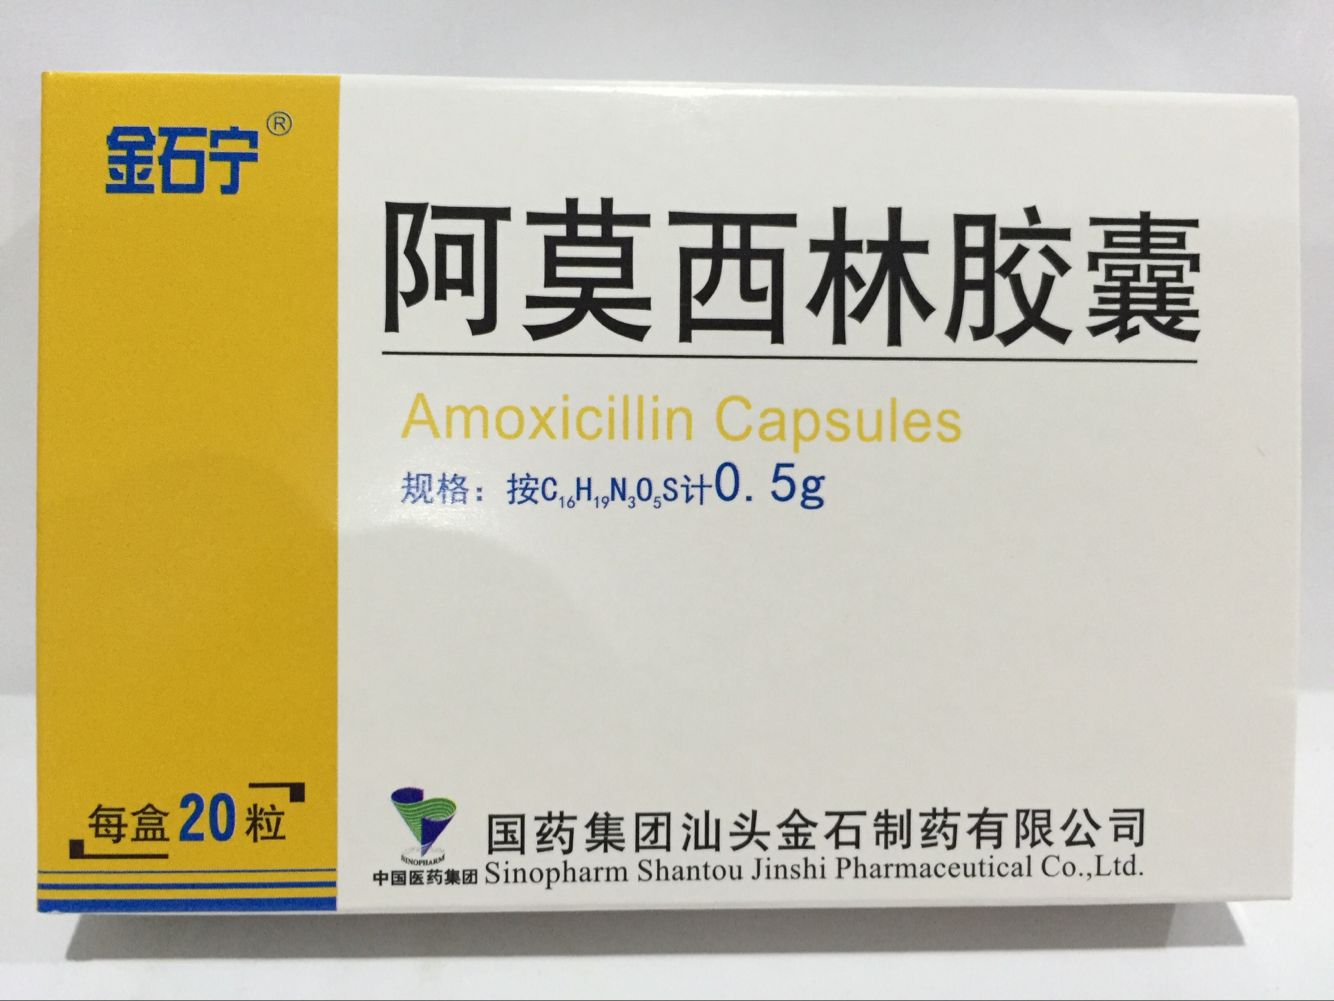 金石宁®
阿莫西林胶囊
Amoxicillin Capsules
规格：按C₁₆H₁₉N₃O₅S计0.5g
每盒20粒
SINOPHARM
中国医药集团
国药集团汕头金石制药有限公司
Sinopharm Shantou Jinshi Pharmaceutical Co.,Ltd.